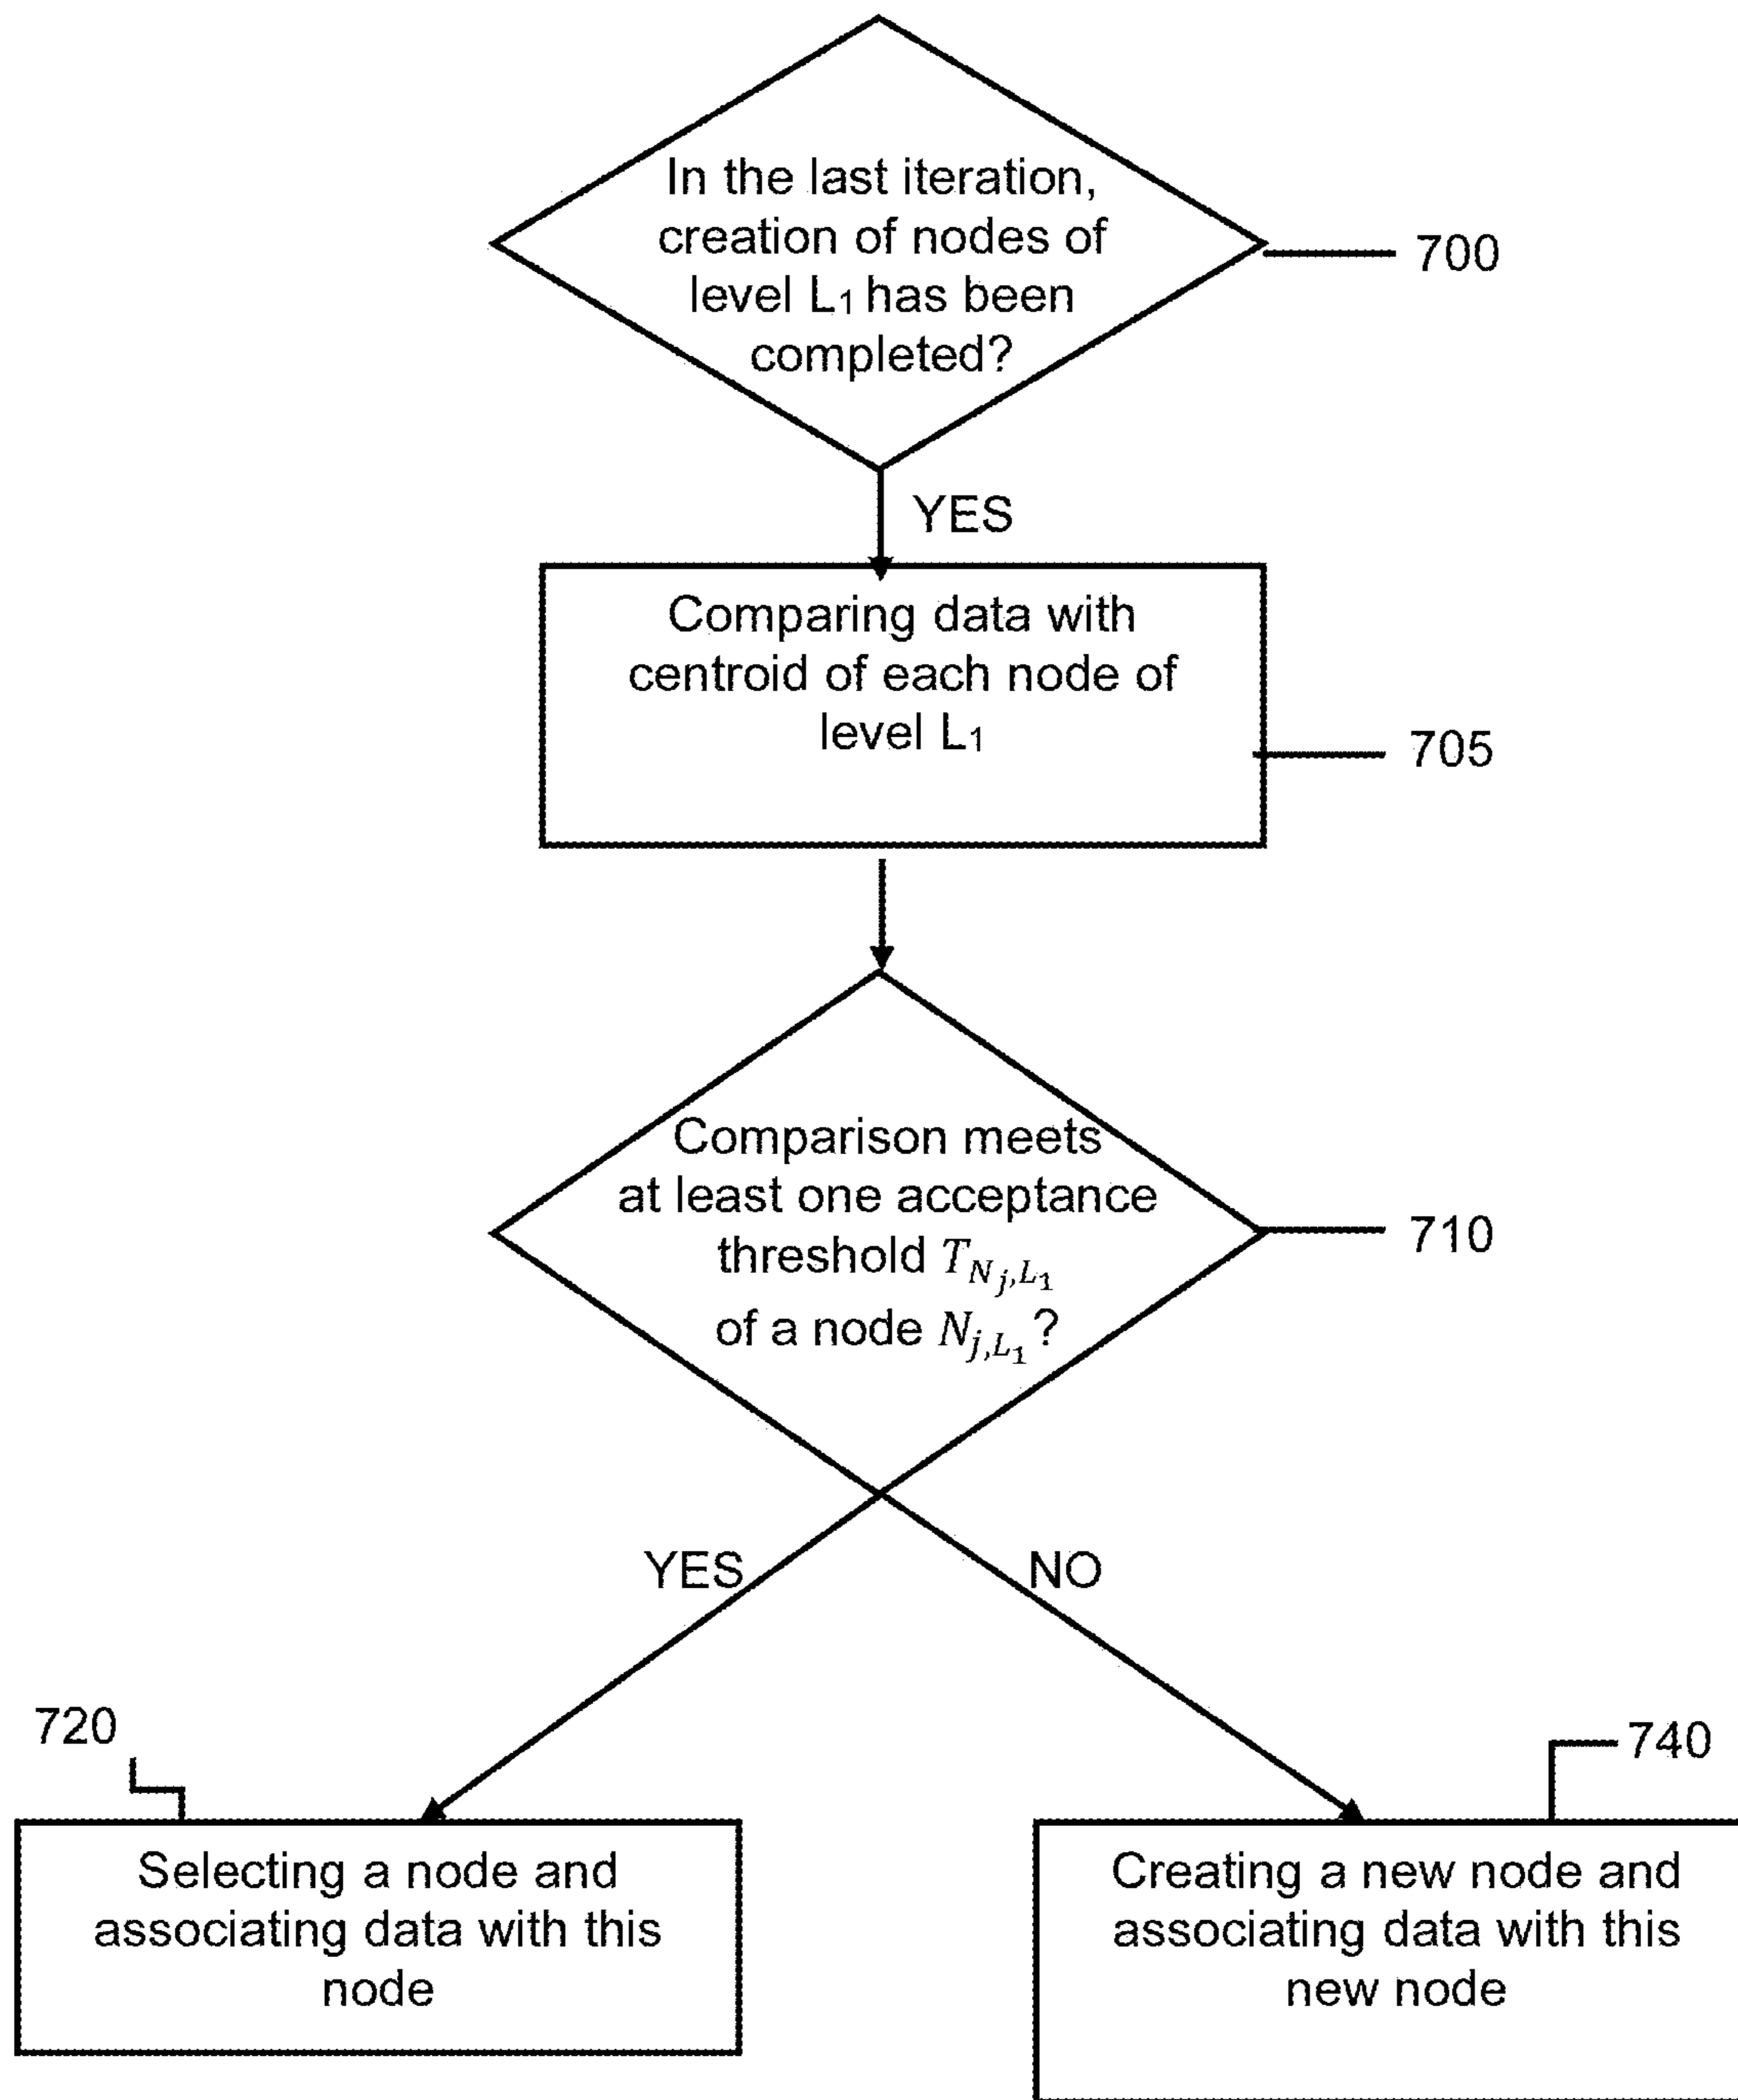 In the last iteration,
creation of nodes of
level L₁ has been
completed?
700
YES
Comparing data with
centroid of each node of
level L₁
705
Comparison meets
at least one acceptance
threshold T_{N_j,L_1}
of a node N_{j,L_1}?
710
YES
NO
720
740
Selecting a node and
associating data with this
node
Creating a new node and
associating data with this
new node